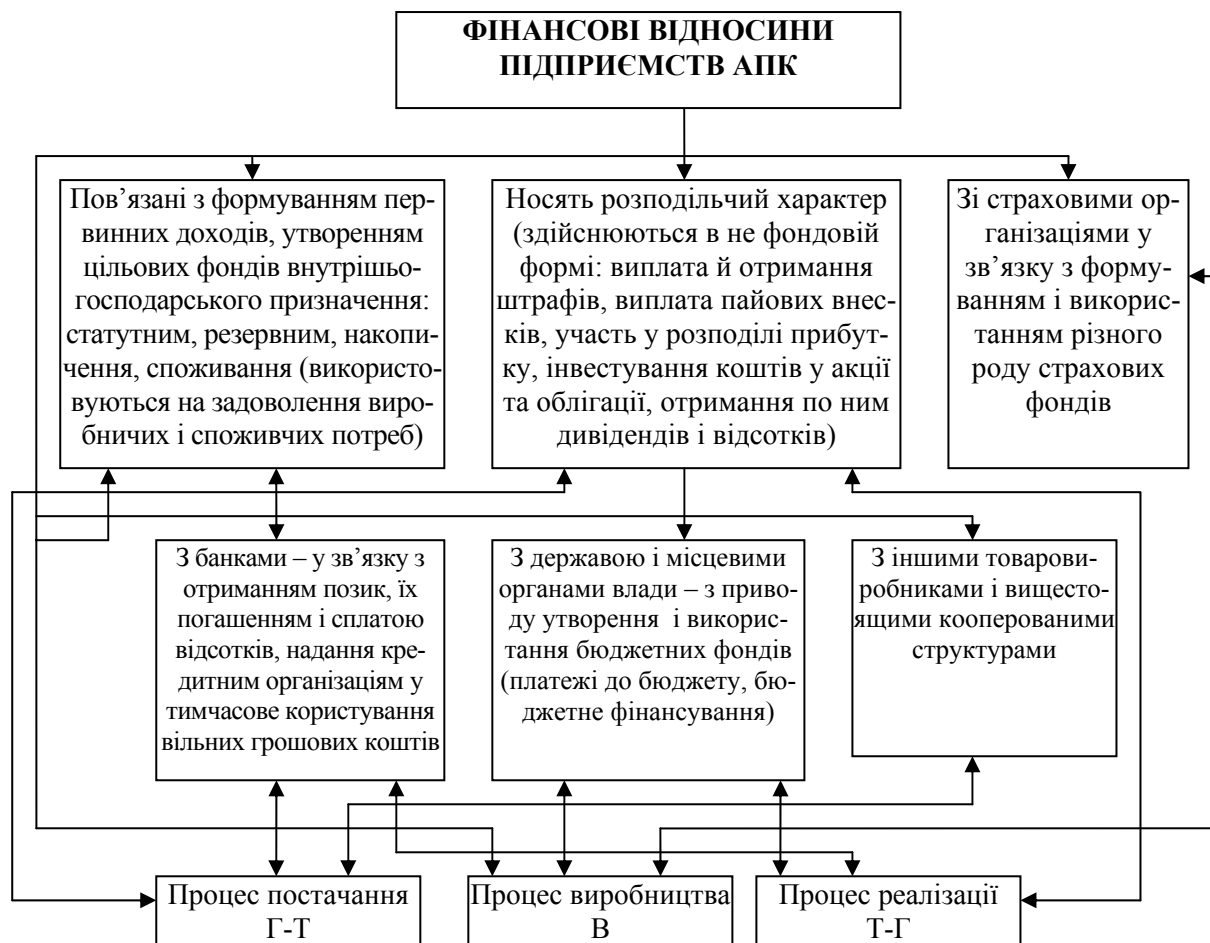 ФІНАНСОВІ ВІДНОСИНИ
ПІДПРИЄМСТВ АПК
Пов’язані з формуванням пер-
винних доходів, утворенням
цільових фондів внутрішьо-
господарського призначення:
статутним, резервним, накопи-
чення, споживання (використо-
вуються на задоволення виро-
бничих і споживчих потреб)
Носять розподільчий характер
(здійснюються в не фондовій
формі: виплата й отримання
штрафів, виплата пайових внес-
ків, участь у розподілі прибут-
ку, інвестування коштів у акції
та облігації, отримання по ним
дивідендів і відсотків)
Зі страховими ор-
ганізаціями у
зв’язку з форму-
ванням і викорис-
танням різного
роду страхових
фондів
З банками – у зв’язку з
отриманням позик, їх
погашенням і сплатою
відсотків, надання кре-
дитним організаціям у
тимчасове користування
вільних грошових коштів
З державою і місцевими
органами влади – з приво-
ду утворення і викорис-
тання бюджетних фондів
(платежі до бюджету, бю-
джетне фінансування)
З іншими товарови-
робниками і вищесто-
ящими кооперованими
структурами
Процес постачання
Г-Т
Процес виробництва
В
Процес реалізації
Т-Г